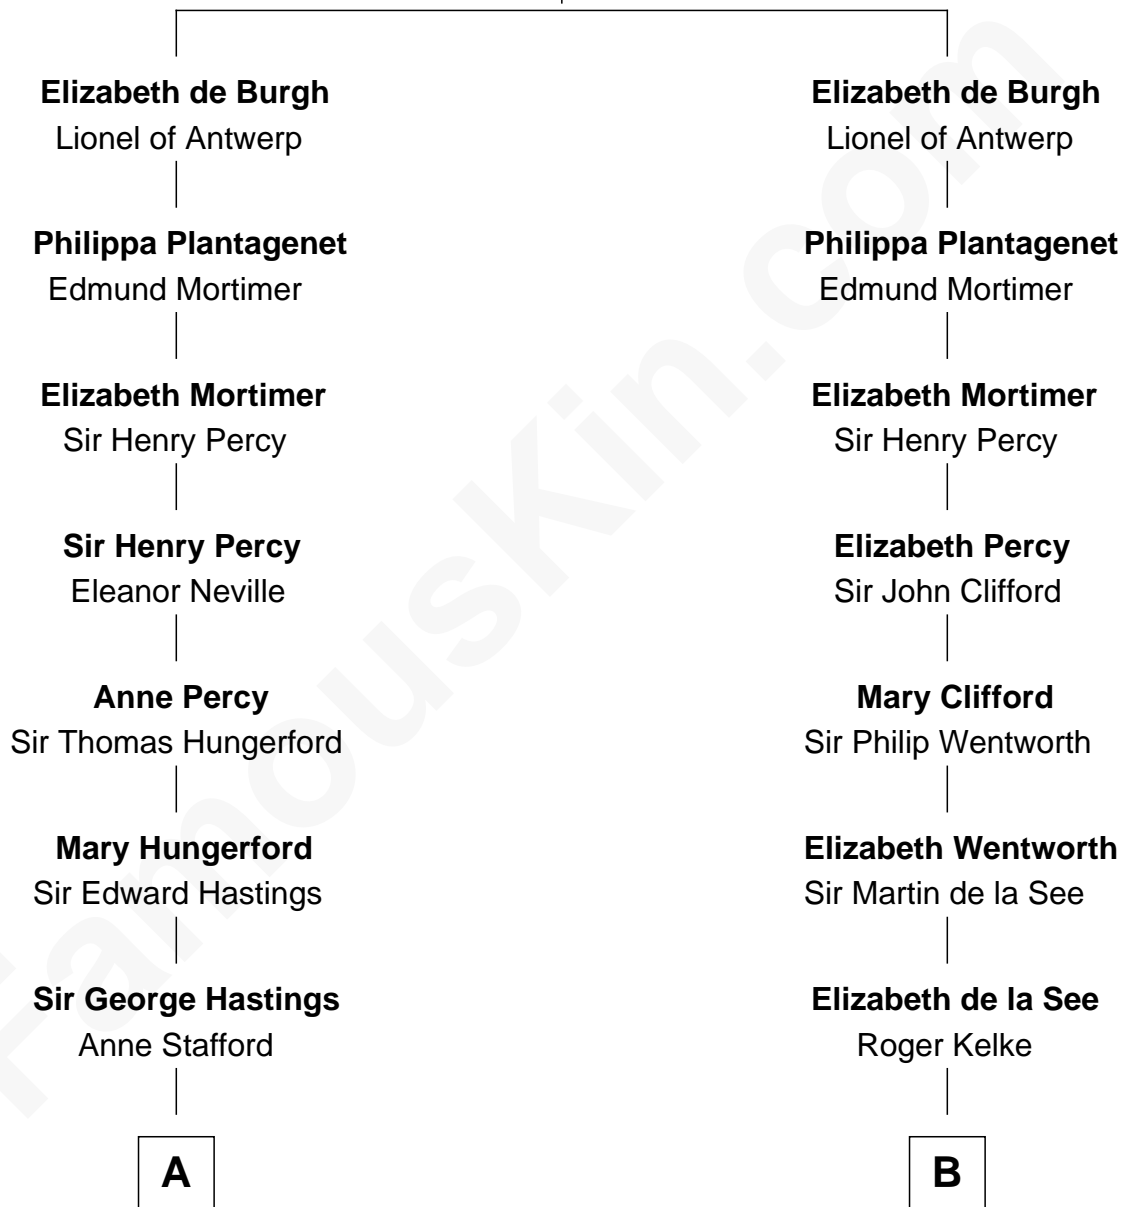 Elizabeth de Burgh
Lionel of Antwerp
Philippa Plantagenet
Edmund Mortimer
Elizabeth Mortimer
Sir Henry Percy
Sir Henry Percy
Eleanor Neville
Anne Percy
Sir Thomas Hungerford
Mary Hungerford
Sir Edward Hastings
Sir George Hastings
Anne Stafford
A
Elizabeth de Burgh
Lionel of Antwerp
Philippa Plantagenet
Edmund Mortimer
Elizabeth Mortimer
Sir Henry Percy
Elizabeth Percy
Sir John Clifford
Mary Clifford
Sir Philip Wentworth
Elizabeth Wentworth
Sir Martin de la See
Elizabeth de la See
Roger Kelke
B
FamousKin.com